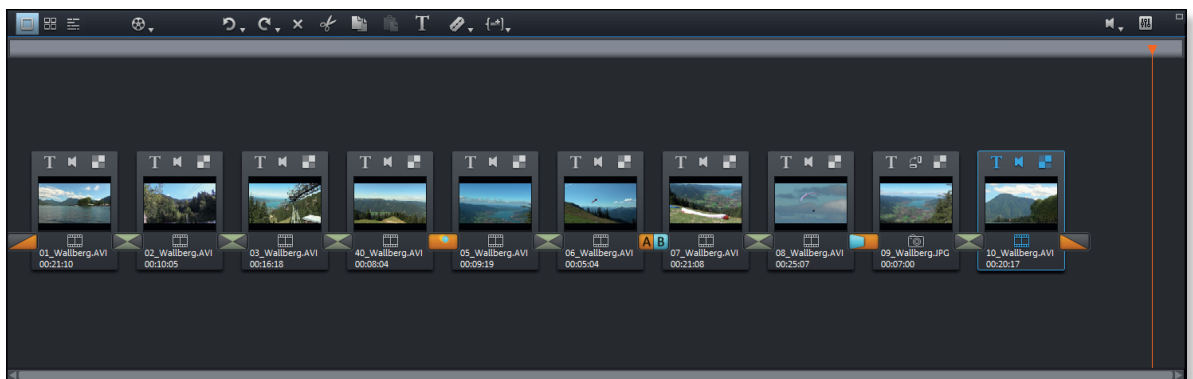 T
T T T T T T T T T T
A B
01_Wallberg.AVI 02_Wallberg.AVI 03_Wallberg.AVI 40_Wallberg.AVI 05_Wallberg.AVI 06_Wallberg.AVI 07_Wallberg.AVI 08_Wallberg.AVI 09_Wallberg.JPG 10_Wallberg.AVI
00:21:10 00:10:05 00:16:18 00:08:04 00:09:19 00:05:04 00:21:08 00:25:07 00:07:00 00:20:17